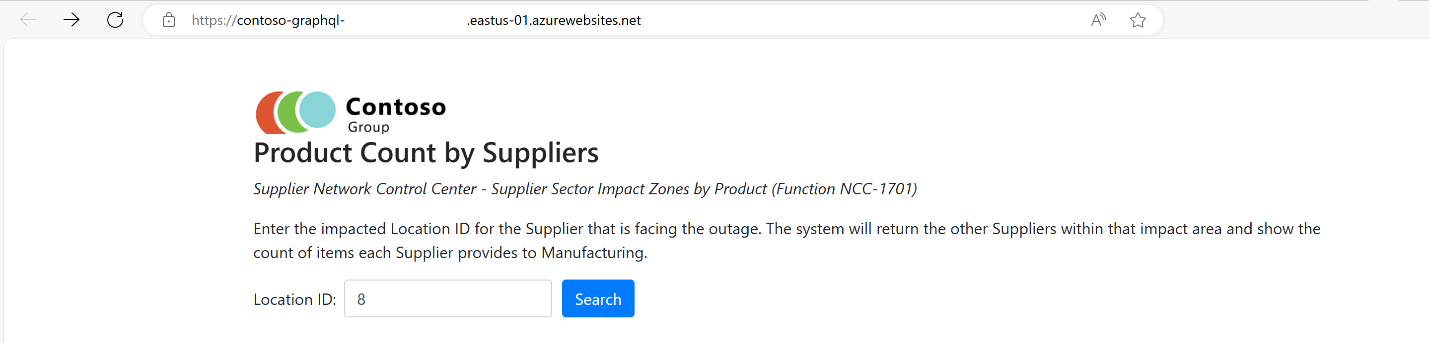 https://contoso-graphql- .eastus-01.azurewebsites.net
Contoso
Group
Product Count by Suppliers
Supplier Network Control Center - Supplier Sector Impact Zones by Product (Function NCC-1701)
Enter the impacted Location ID for the Supplier that is facing the outage. The system will return the other Suppliers within that impact area and show the
count of items each Supplier provides to Manufacturing.
Location ID: 8 Search